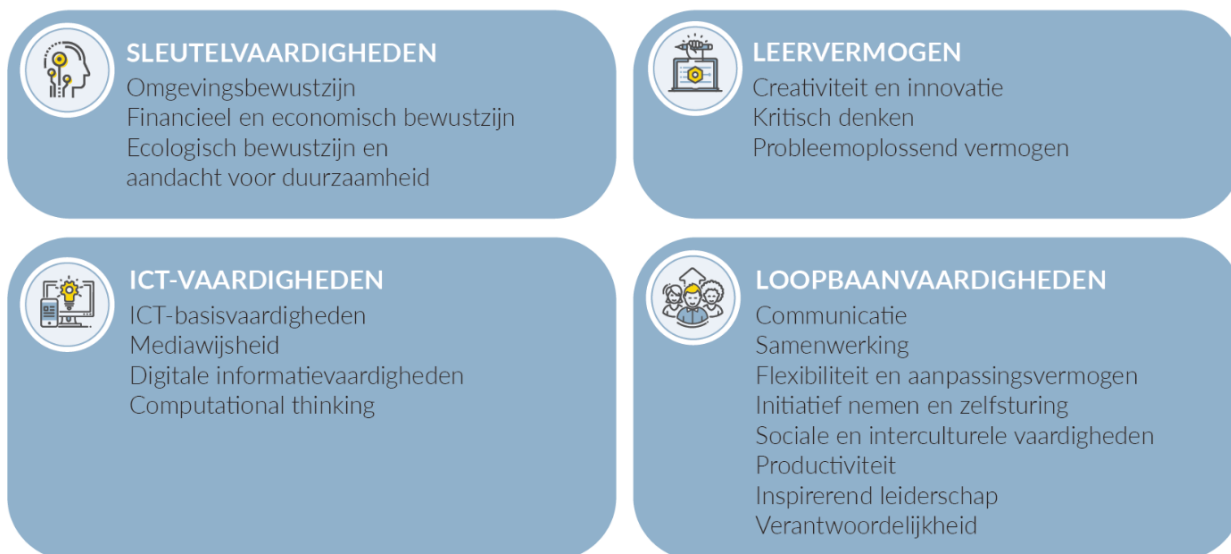 SLEUTELVAARDIGHEDEN
Omgevingsbewustzijn
Financieel en economisch bewustzijn
Ecologisch bewustzijn en
aandacht voor duurzaamheid
LEERVERMOGEN
Creativiteit en innovatie
Kritisch denken
Probleemoplossend vermogen
ICT-VAARDIGHEDEN
ICT-basisvaardigheden
Mediawijsheid
Digitale informatievaardigheden
Computational thinking
LOOPBAANVAARDIGHEDEN
Communicatie
Samenwerking
Flexibiliteit en aanpassingsvermogen
Initiatief nemen en zelfsturing
Sociale en interculturele vaardigheden
Productiviteit
Inspirerend leiderschap
Verantwoordelijkheid